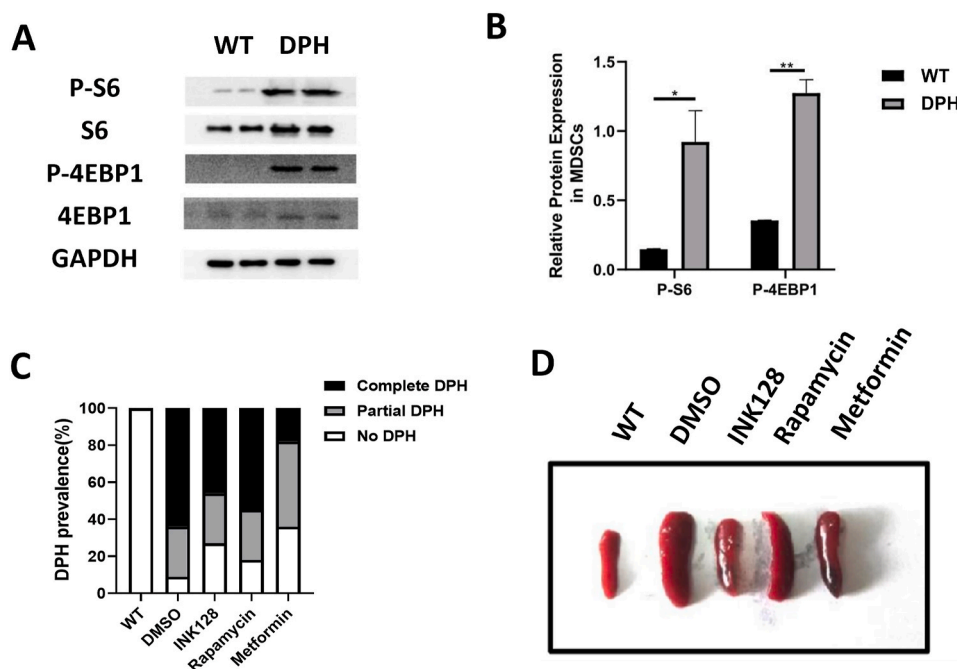 A
WT DPH
P-S6
S6
P-4EBP1
4EBP1
GAPDH
B
Relative Protein Expression
in MDSCs
1.5
1.0
0.5
0.0
*
**
P-S6 P-4EBP1
WT
DPH
C
DPH prevalence(%)
100
80
60
40
20
0
WT DMSO INK128 Rapamycin Metformin
Complete DPH
Partial DPH
No DPH
D
WT DMSO INK128 Rapamycin Metformin